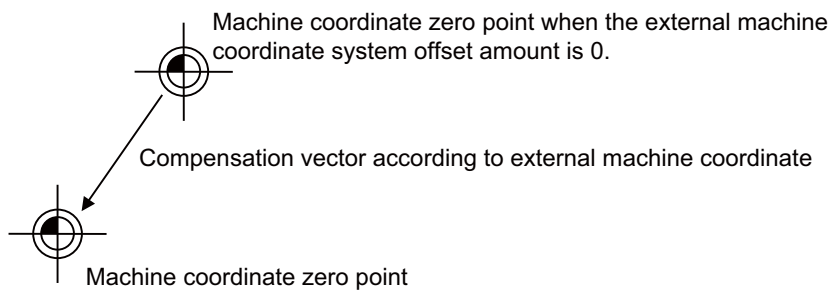 Machine coordinate zero point when the external machine
coordinate system offset amount is 0.
Compensation vector according to external machine coordinate
Machine coordinate zero point